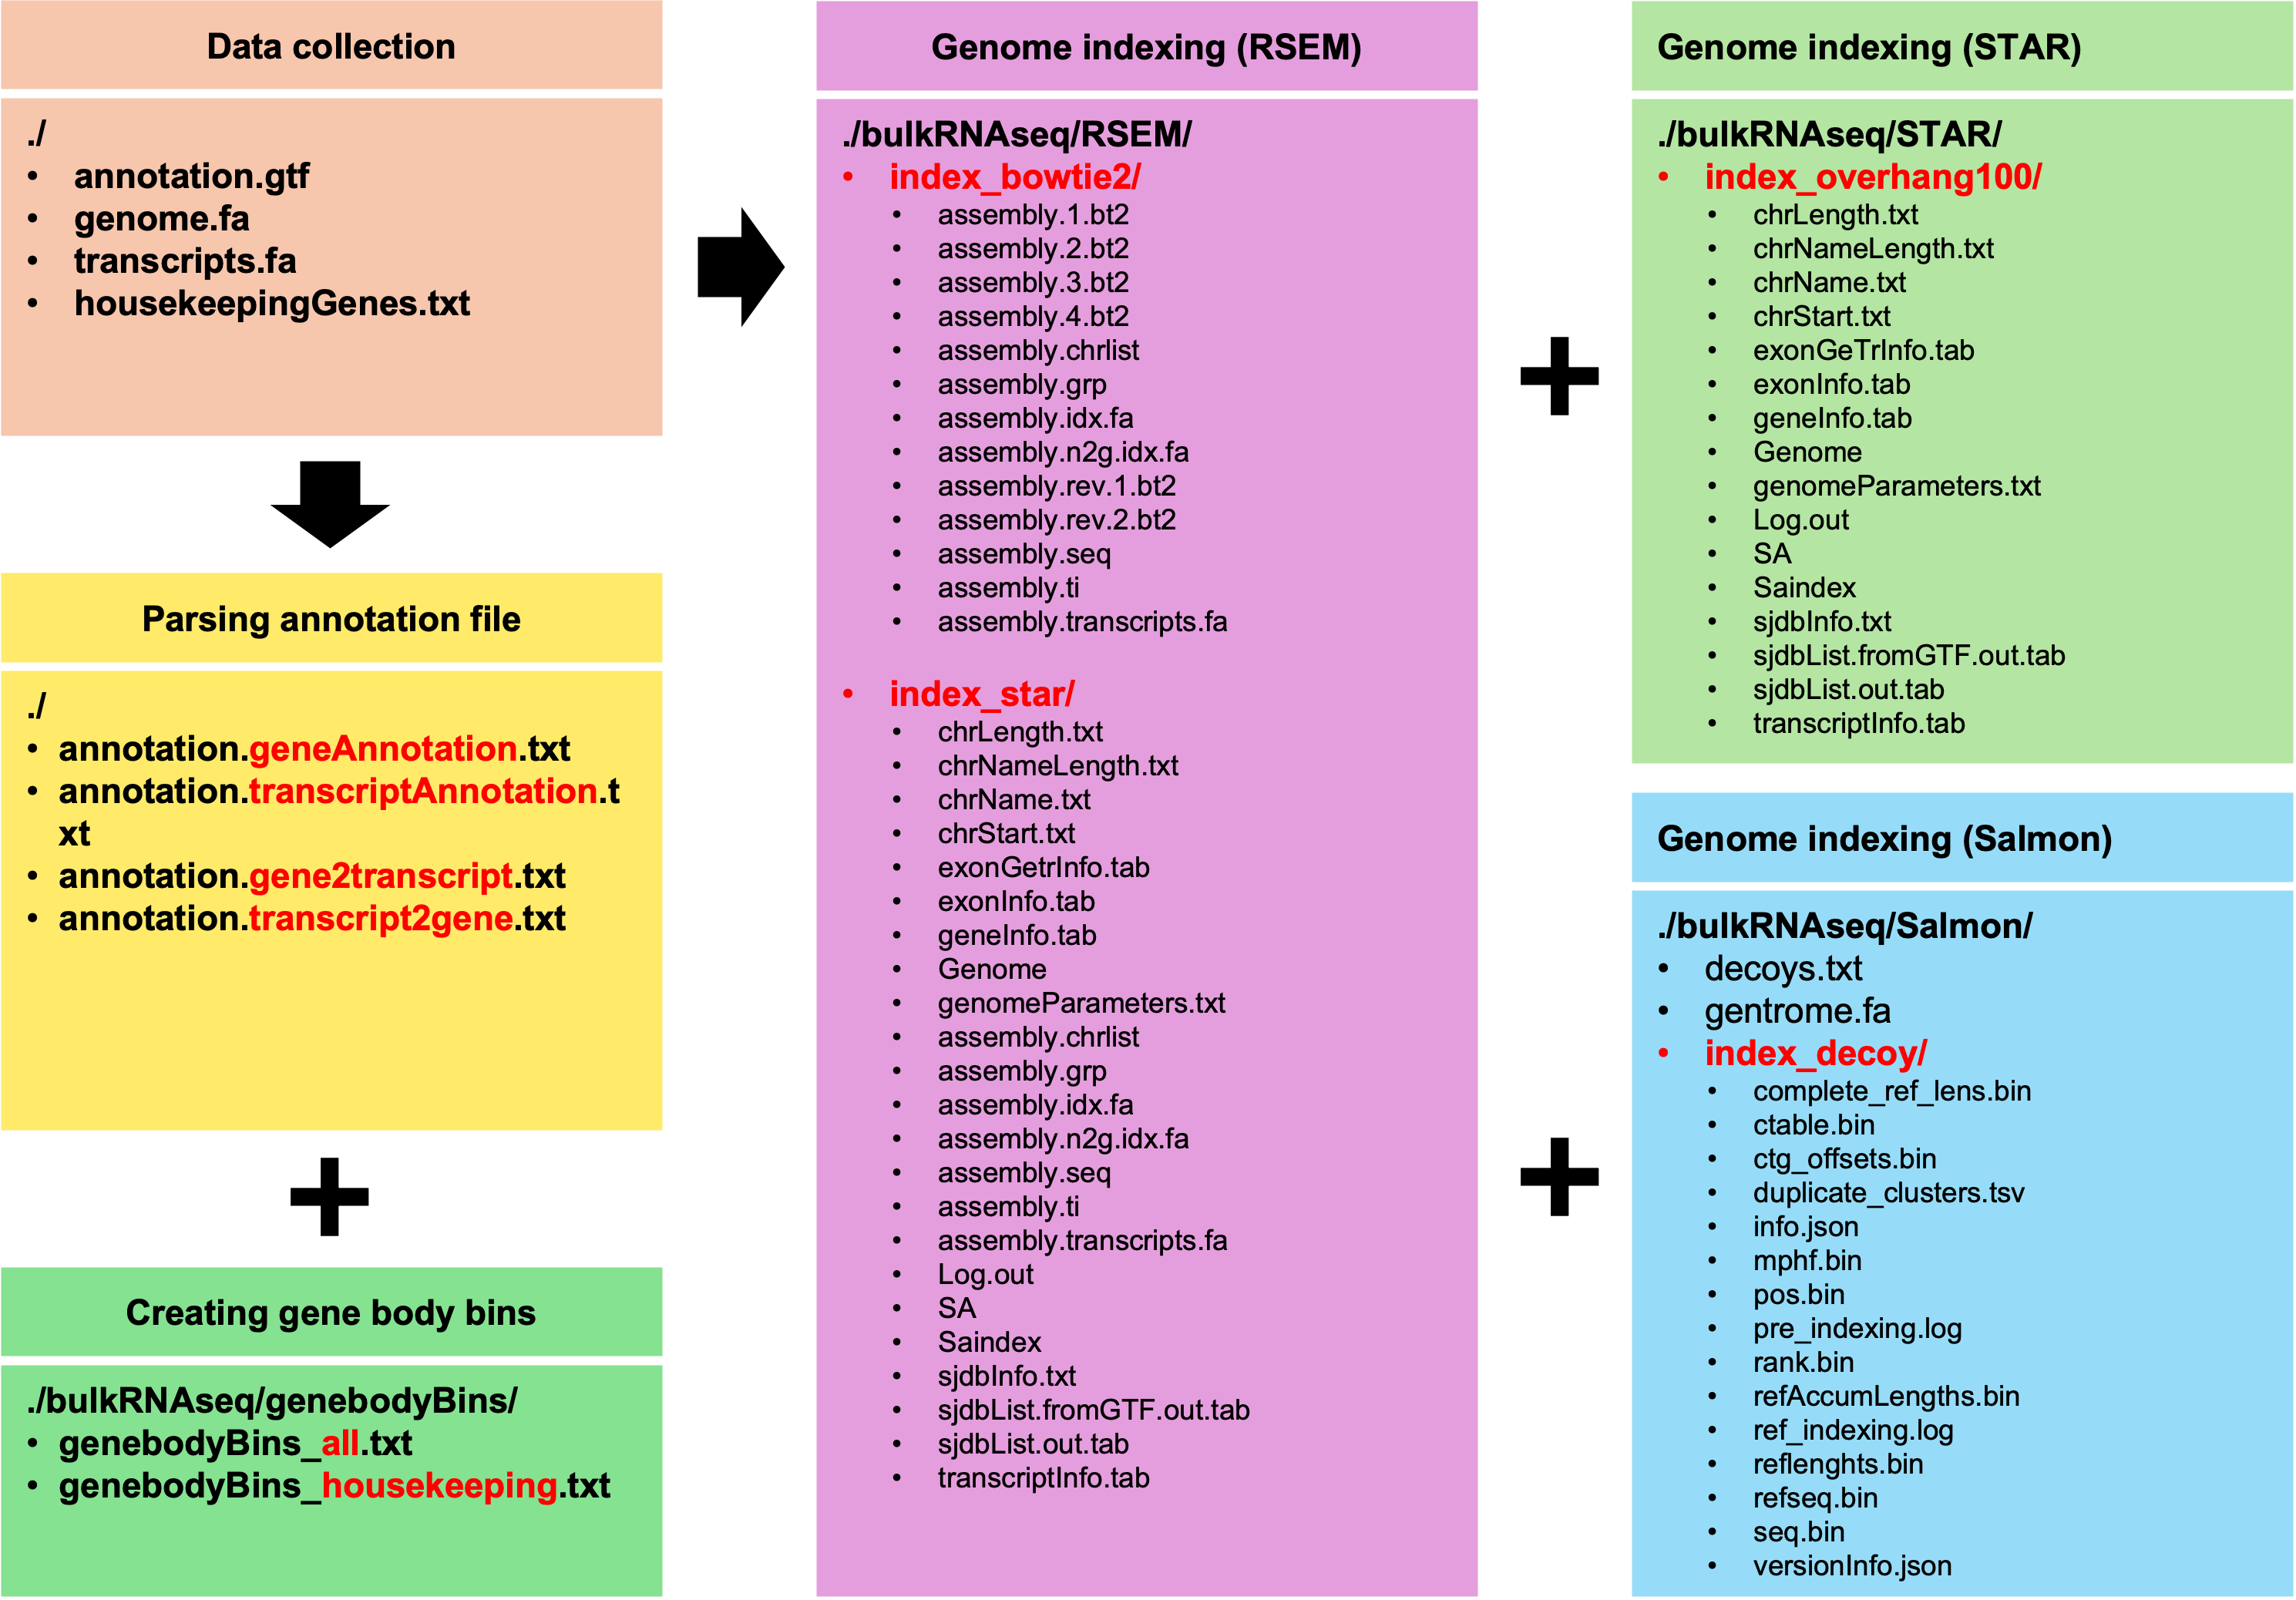 Data collection
./
• annotation.gtf
• genome.fa
• transcripts.fa
• housekeepingGenes.txt
Parsing annotation file
./
• annotation.geneAnnotation.txt
• annotation.transcriptAnnotation.t
xt
• annotation.gene2transcript.txt
• annotation.transcript2gene.txt
Creating gene body bins
./bulkRNAseq/genebodyBins/
• genebodyBins_all.txt
• genebodyBins_housekeeping.txt
Genome indexing (RSEM)
./bulkRNAseq/RSEM/
• index_bowtie2/
• assembly.1.bt2
• assembly.2.bt2
• assembly.3.bt2
• assembly.4.bt2
• assembly.chrlist
• assembly.grp
• assembly.idx.fa
• assembly.n2g.idx.fa
• assembly.rev.1.bt2
• assembly.rev.2.bt2
• assembly.seq
• assembly.ti
• assembly.transcripts.fa
• index_star/
• chrLength.txt
• chrNameLength.txt
• chrName.txt
• chrStart.txt
• exonGetrInfo.tab
• exonInfo.tab
• geneInfo.tab
• Genome
• genomeParameters.txt
• assembly.chrlist
• assembly.grp
• assembly.idx.fa
• assembly.n2g.idx.fa
• assembly.seq
• assembly.ti
• assembly.transcripts.fa
• Log.out
• SA
• Saindex
• sjdbInfo.txt
• sjdbList.fromGTF.out.tab
• sjdbList.out.tab
• transcriptInfo.tab
Genome indexing (STAR)
./bulkRNAseq/STAR/
• index_overhang100/
• chrLength.txt
• chrNameLength.txt
• chrName.txt
• chrStart.txt
• exonGeTrInfo.tab
• exonInfo.tab
• geneInfo.tab
• Genome
• genomeParameters.txt
• Log.out
• SA
• Saindex
• sjdbInfo.txt
• sjdbList.fromGTF.out.tab
• sjdbList.out.tab
• transcriptInfo.tab
Genome indexing (Salmon)
./bulkRNAseq/Salmon/
• decoys.txt
• gentrome.fa
• index_decoy/
• complete_ref_lens.bin
• ctable.bin
• ctg_offsets.bin
• duplicate_clusters.tsv
• info.json
• mphf.bin
• pos.bin
• pre_indexing.log
• rank.bin
• refAccumLengths.bin
• ref_indexing.log
• reflenghts.bin
• refseq.bin
• seq.bin
• versionInfo.json